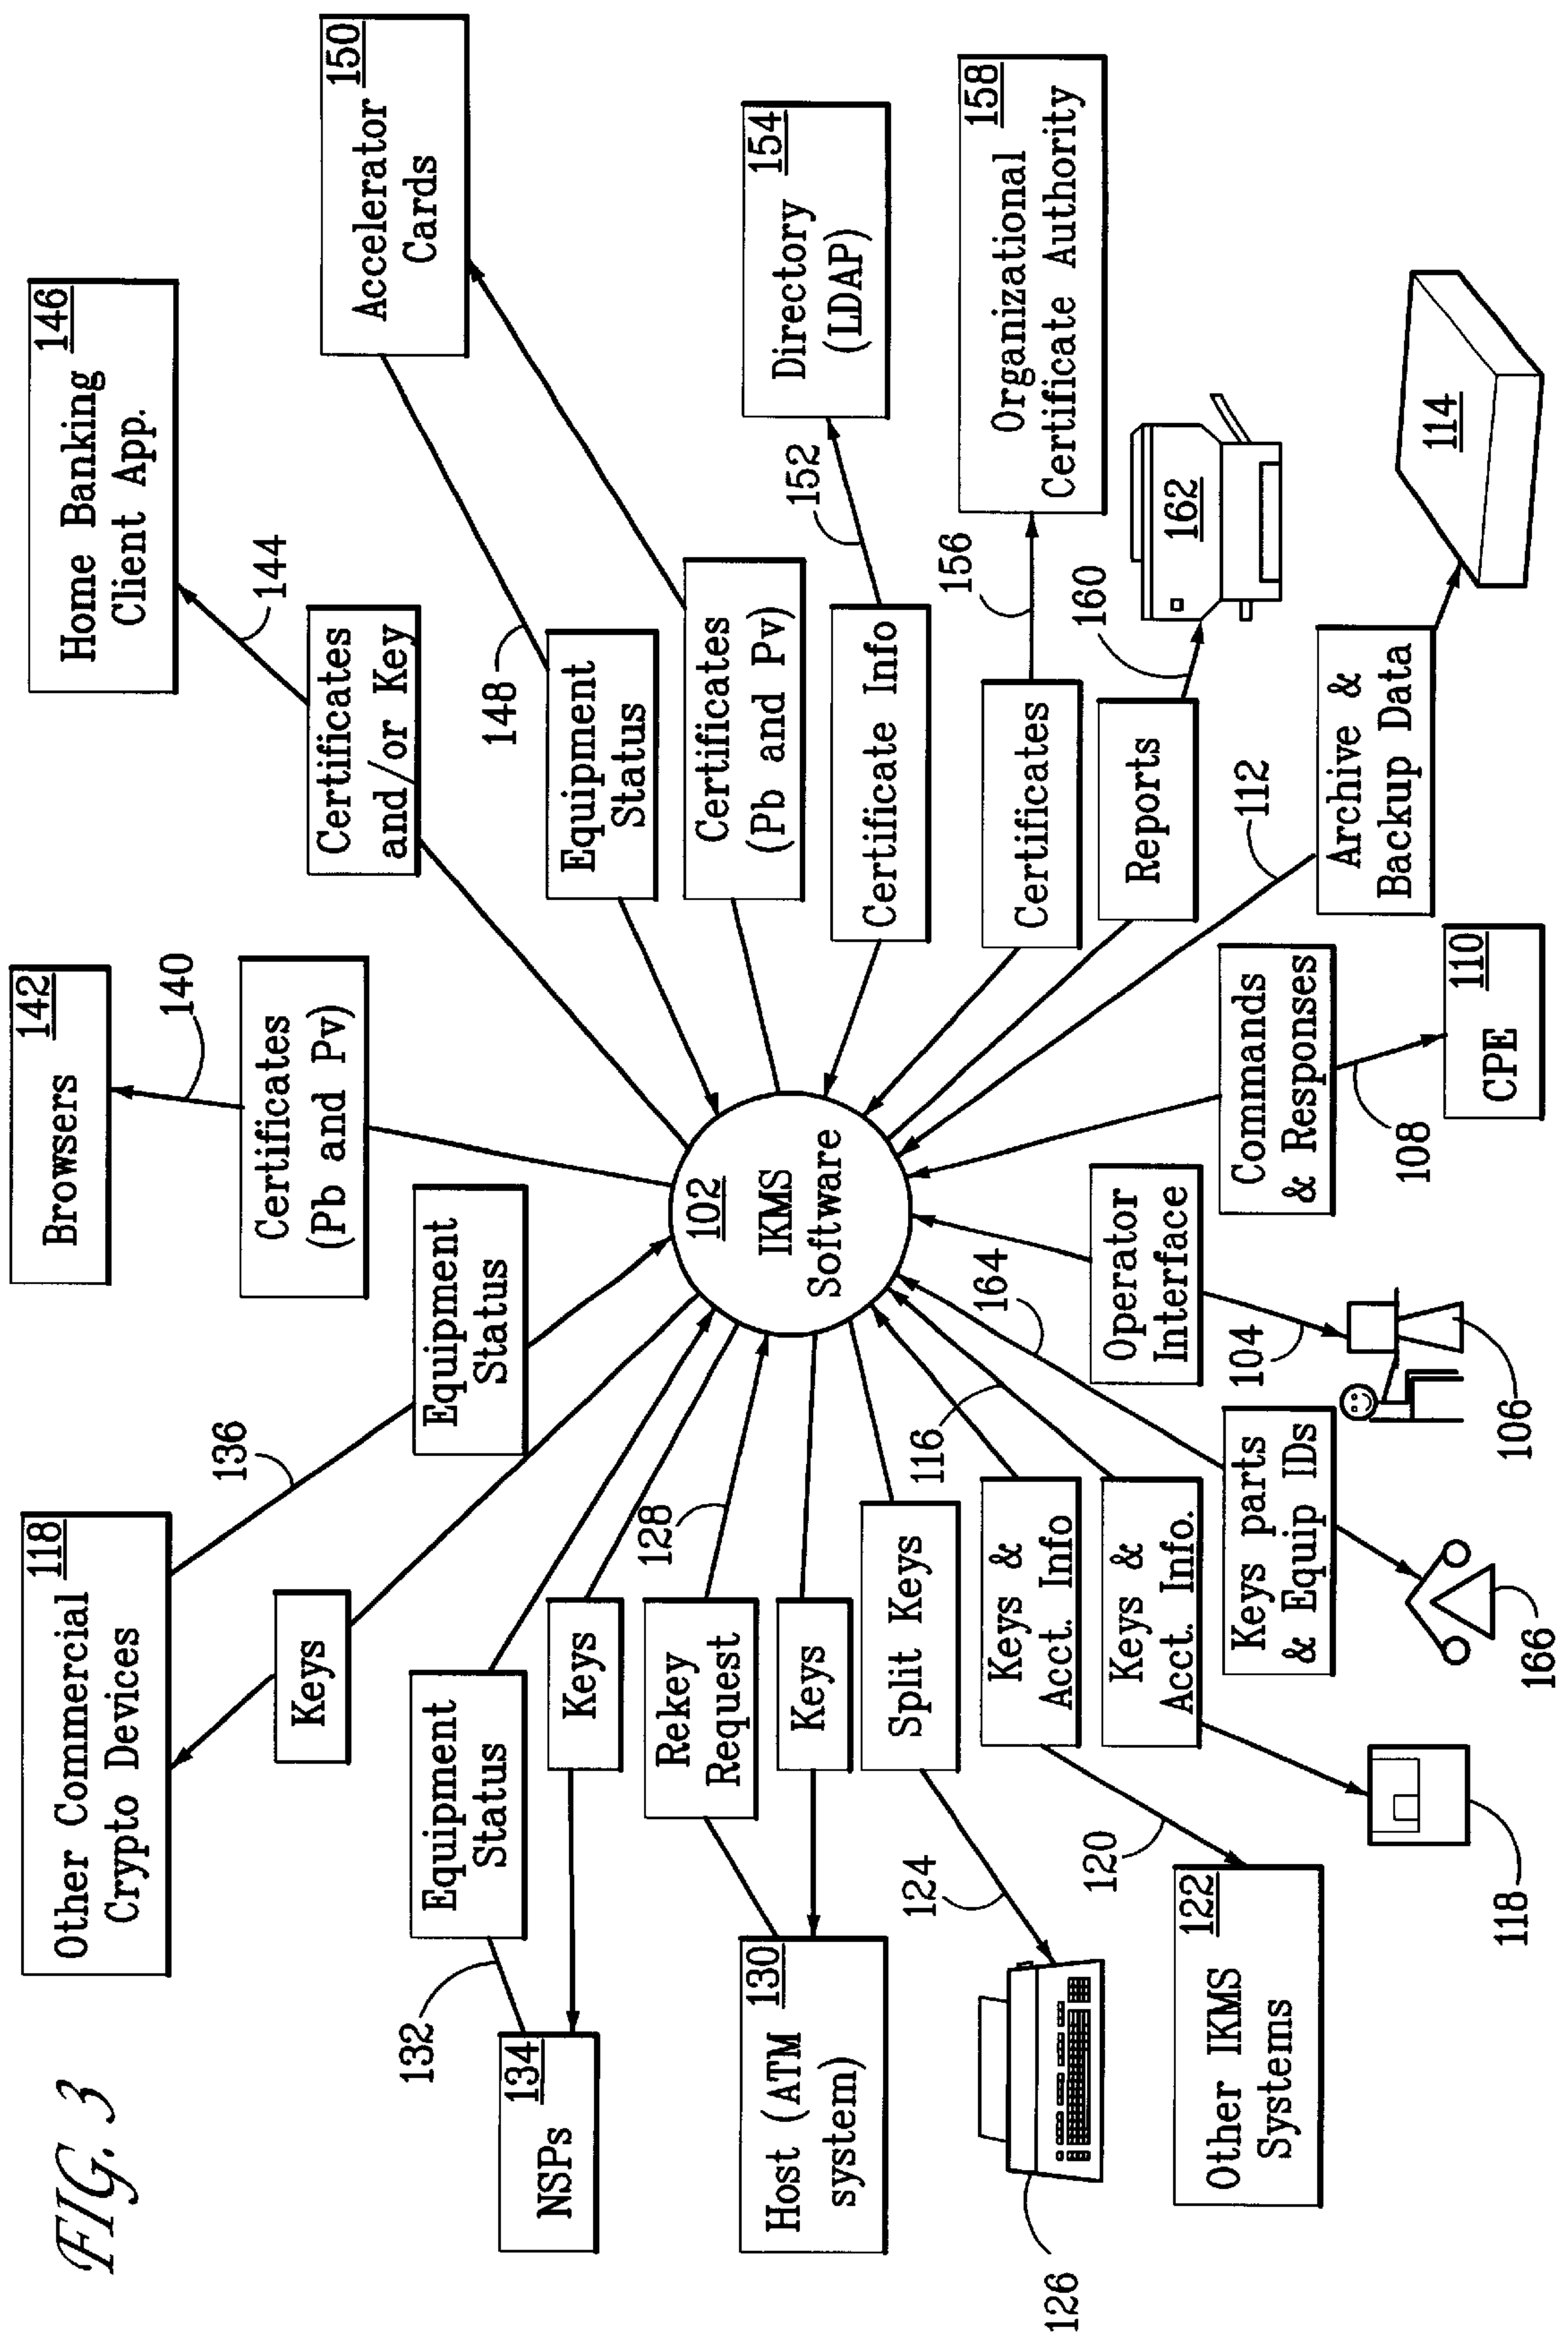 FIG. 3
Other Commercial
Crypto Devices
118
136
Browsers
142
140
Home Banking
Client App.
146
144
Keys
Equipment
Status
Certificates
(Pb and Pv)
Certificates
and/or Key
Accelerator
Cards
150
148
132
Equipment
Status
NSPs
134
Keys
128
Rekey
Request
Equipment
Status
Certificates
(Pb and Pv)
Host (ATM
system)
130
Keys
102
IKMS
Software
Certificate Info
152
Directory
(LDAP)
154
124
Split Keys
126
116
Keys &
Acct. Info
164
Certificates
156
Organizational
Certificate Authority
158
120
Keys &
Acct. Info.
Operator
Interface
Reports
160
162
Other IKMS
Systems
122
Keys parts
& Equip IDs
104
Commands
& Responses
112
Archive &
Backup Data
114
108
118
166
106
CPE
110